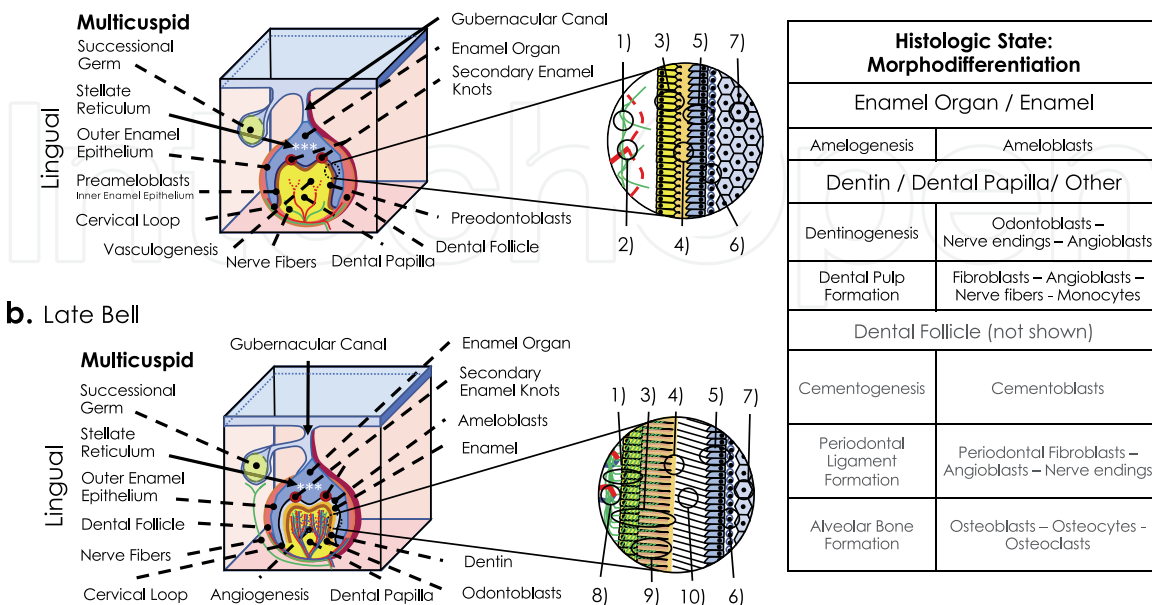 Multicuspid
Successional
Germ
Stellate
Reticulum
Outer Enamel
Epithelium
Preameloblasts
Inner Enamel Epithelium
Cervical Loop
Vasculogenesis
Nerve Fibers
Dental Papilla
Lingual
Gubernacular Canal
Enamel Organ
Secondary Enamel
Knots
Preodontoblasts
Dental Follicle
***
1) 3) 5) 7)
2) 4) 6)
b. Late Bell
Multicuspid
Gubernacular Canal
Successional
Germ
Stellate
Reticulum
Outer Enamel
Epithelium
Dental Follicle
Nerve Fibers
Cervical Loop
Angiogenesis
Dental Papilla
Lingual
Enamel Organ
Secondary
Enamel Knots
Ameloblasts
Enamel
Dentin
Odontoblasts
***
1) 3) 4) 5) 7)
8) 9) 10) 6)
Histologic State:
Morphodifferentiation
Enamel Organ / Enamel
Amelogenesis Ameloblasts
Dentin / Dental Papilla/ Other
Dentinogenesis
Odontoblasts –
Nerve endings – Angioblasts
Dental Pulp
Formation
Fibroblasts – Angioblasts –
Nerve fibers - Monocytes
Dental Follicle (not shown)
Cementogenesis Cementoblasts
Periodontal
Ligament
Formation
Periodontal Fibroblasts –
Angioblasts – Nerve endings
Alveolar Bone
Formation
Osteoblasts – Osteocytes -
Osteoclasts
IntechOpen